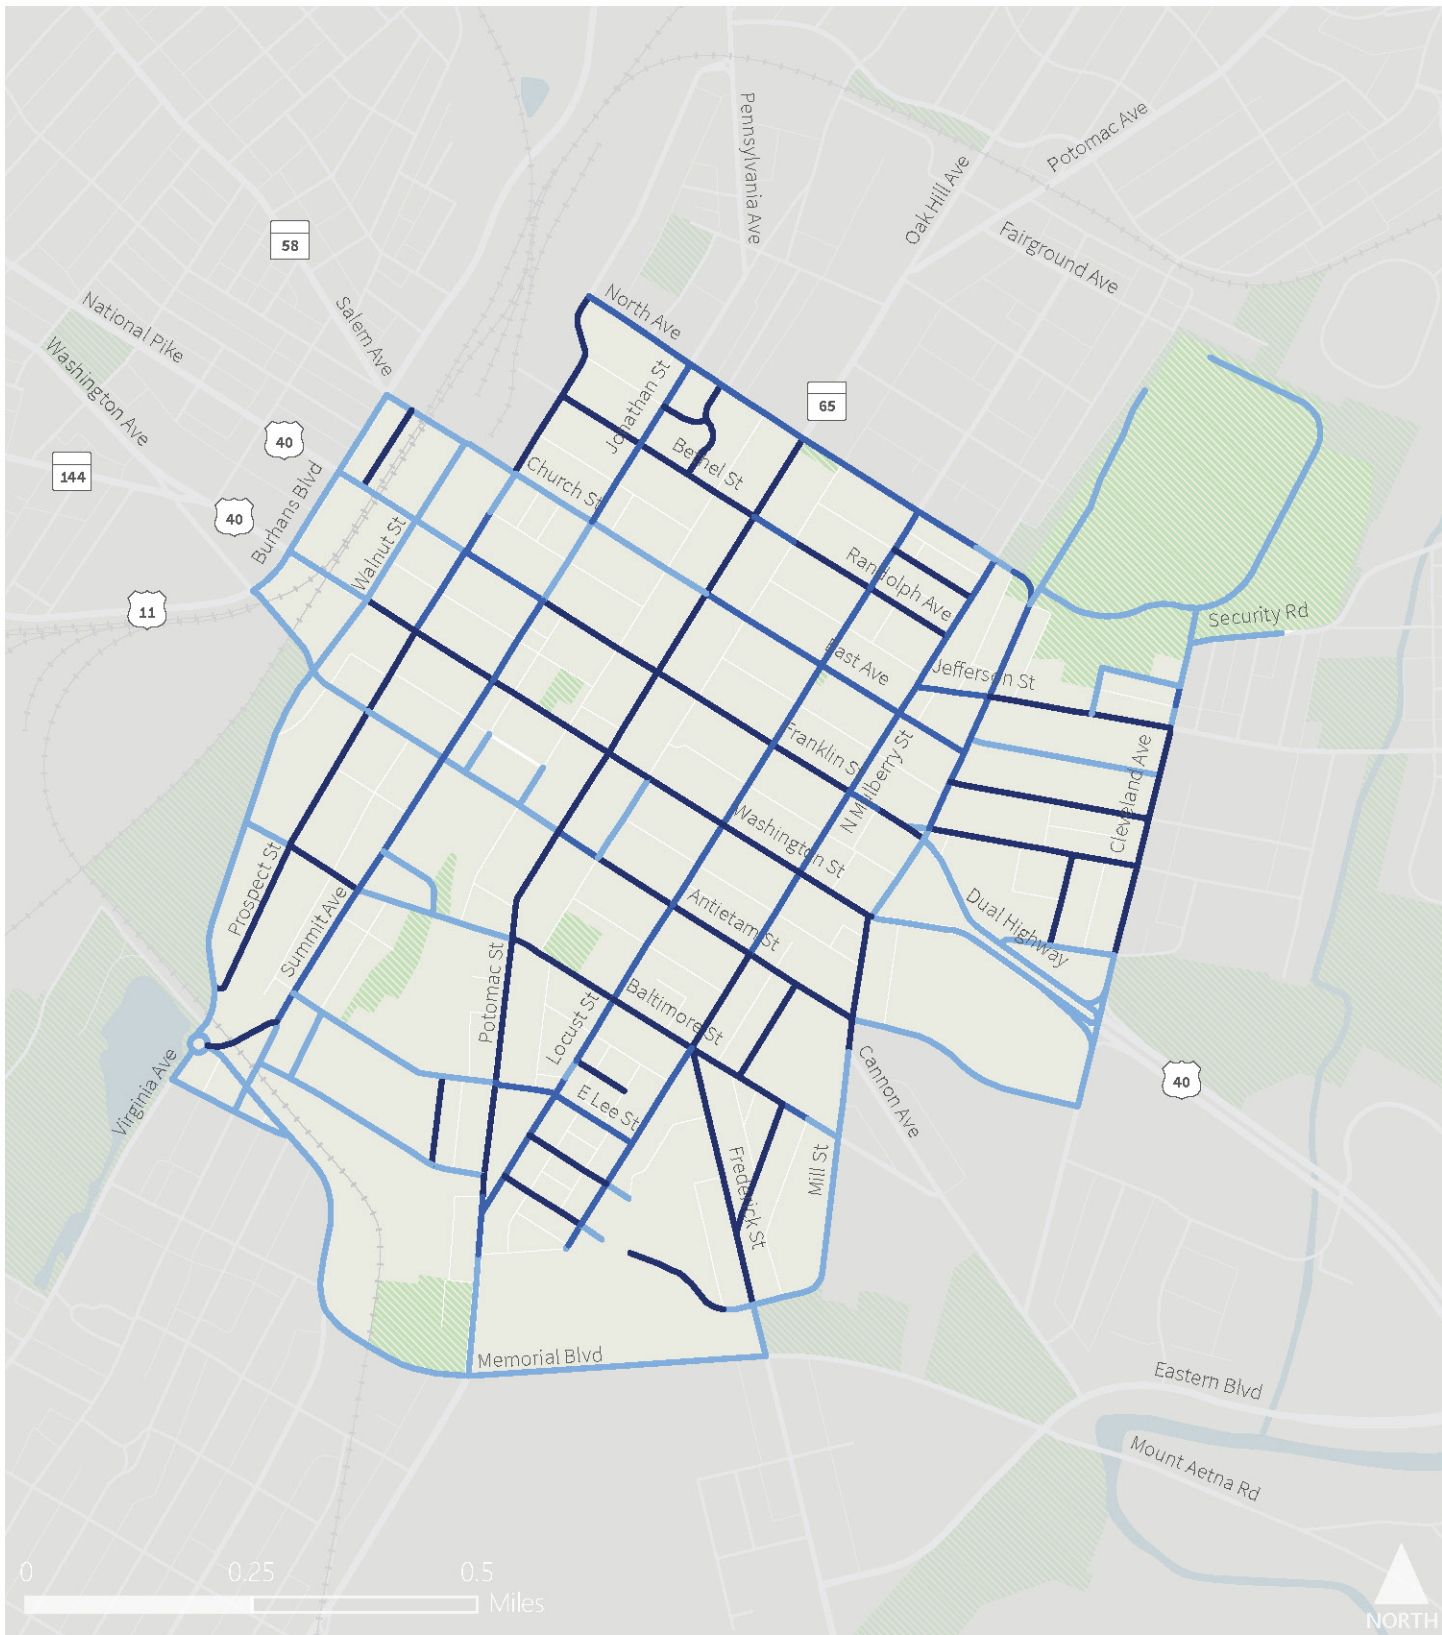 Pennsylvania Ave
Potomac Ave
Oak Hill Ave
Fairground Ave
58
National Pike
Salem Ave
North Ave
Washington Ave
Jonathan St
65
40
144
Bethel St
Church St
40
Burhans Blvd
Walnut St
Randolph Ave
11
Security Rd
East Ave
Jefferson St
Franklin St
N Mulberry St
Cleveland Ave
Washington St
Prospect St
Summit Ave
Antietam St
Dual Highway
Potomac St
Baltimore St
Locust St
Virginia Ave
Cannon Ave
40
E Lee St
Frederick St
Mill St
Memorial Blvd
Eastern Blvd
Mount Aetna Rd
0 0.25 0.5
Miles
NORTH